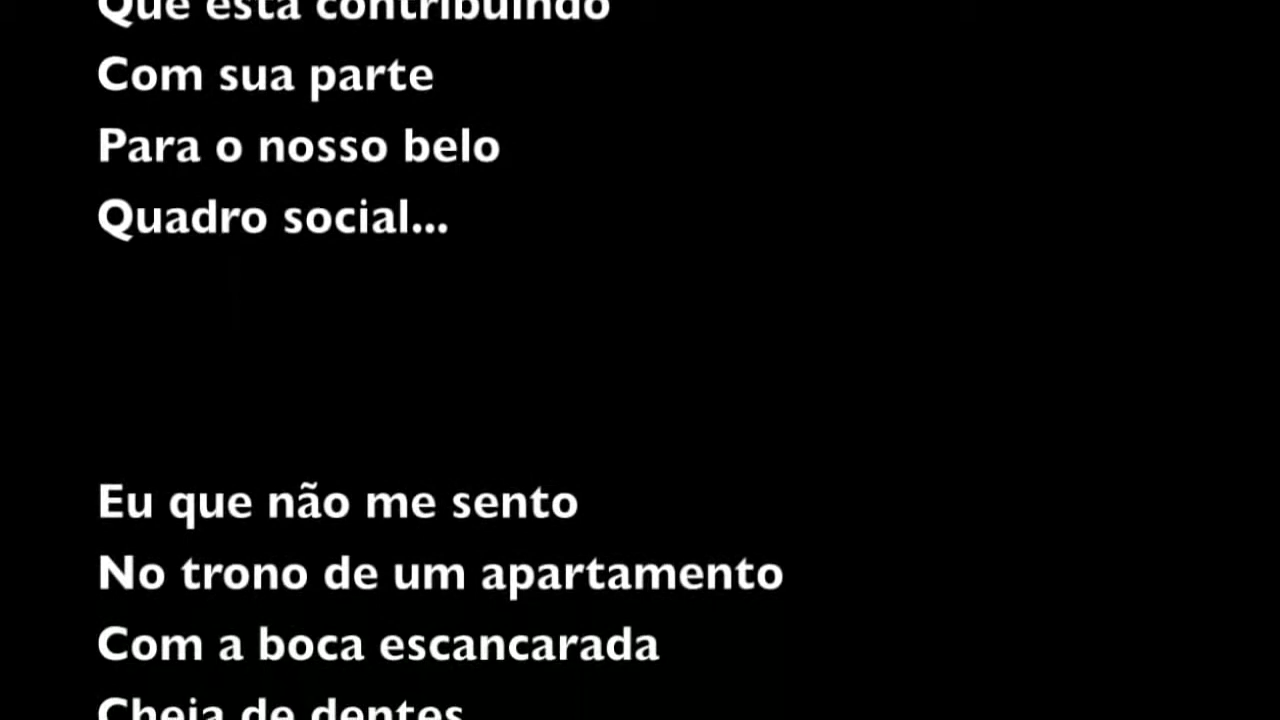 Que está contribuindo
Com sua parte
Para o nosso belo
Quadro social...
Eu que não me sento
No trono de um apartamento
Com a boca escancarada
Cheia de dentes